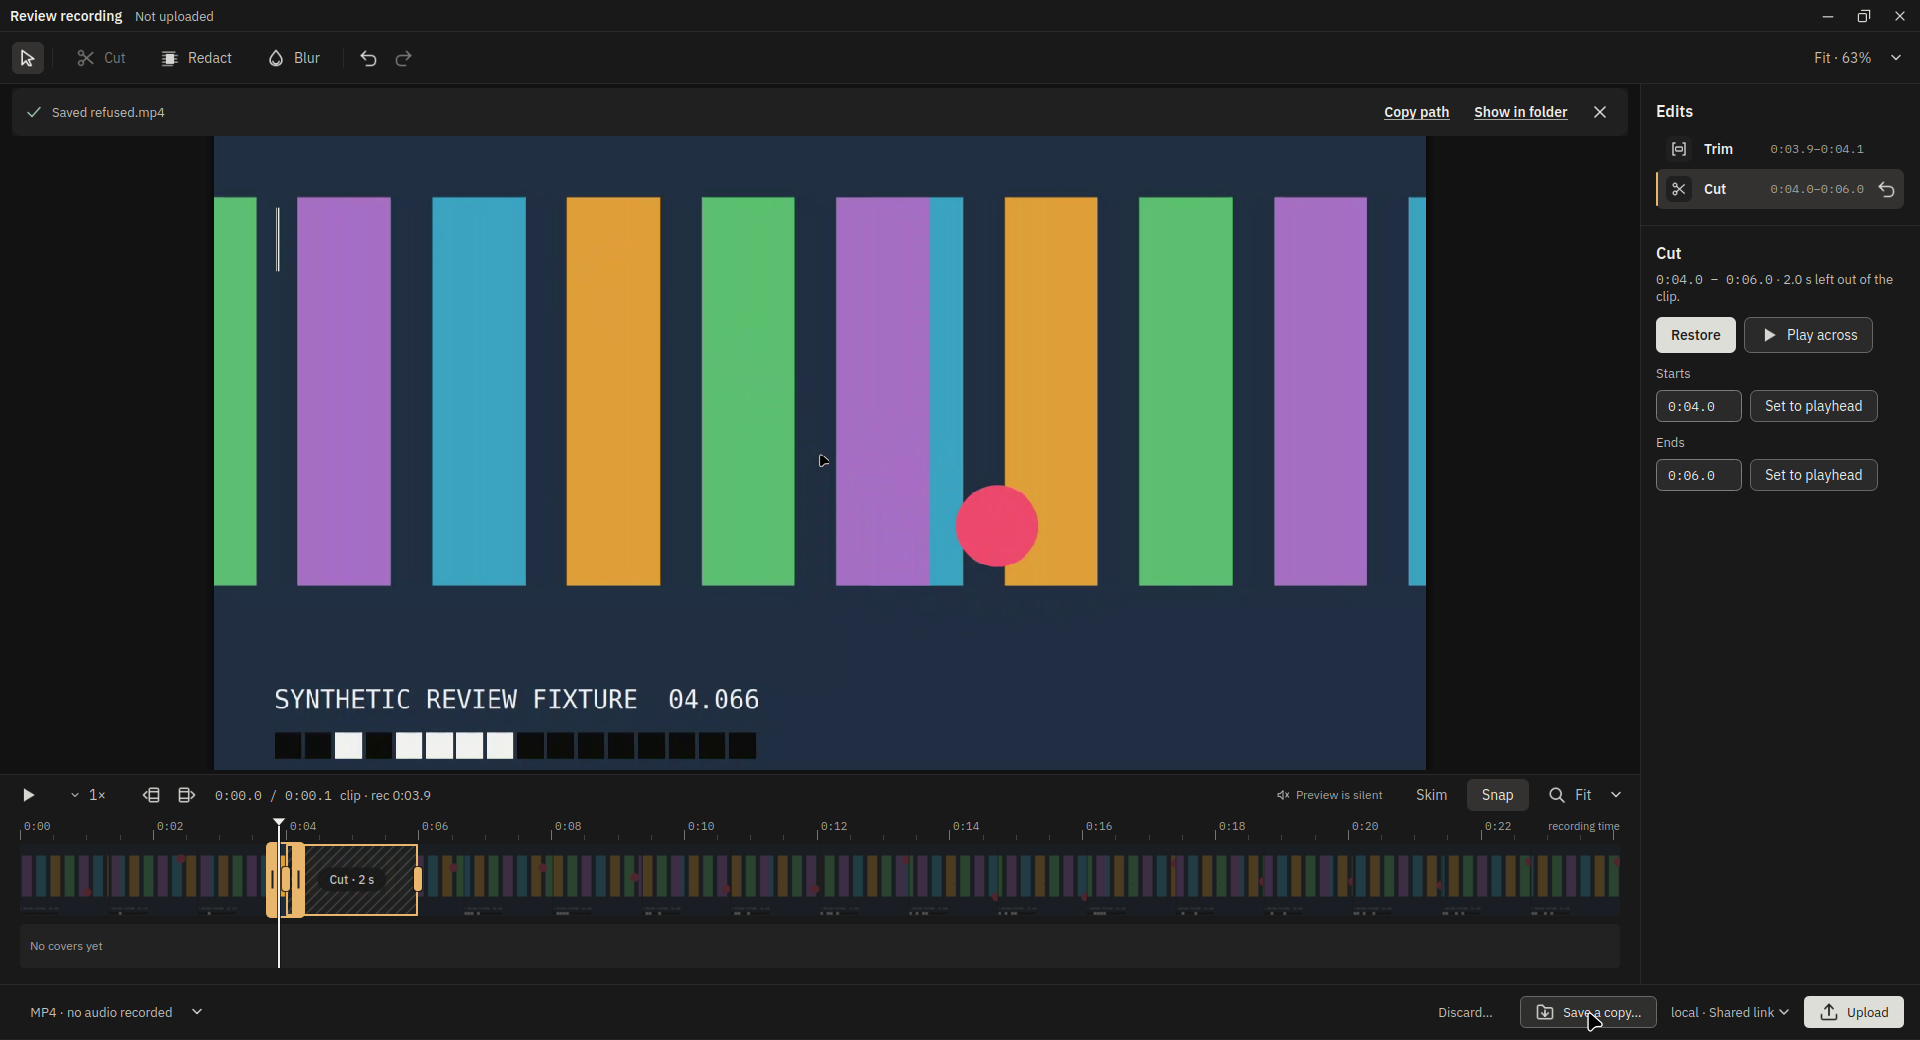 Review recording Not uploaded
Cut Redact Blur Fit · 63%
Saved refused.mp4 Copy path Show in folder
SYNTHETIC REVIEW FIXTURE 04.066
Edits
Trim 0:03.9–0:04.1
Cut 0:04.0–0:06.0
Cut
0:04.0 – 0:06.0 · 2.0 s left out of the
clip.
Restore Play across
Starts
0:04.0 Set to playhead
Ends
0:06.0 Set to playhead
1× 0:00.0 / 0:00.1 clip · rec 0:03.9 Preview is silent Skim Snap Fit
0:00 0:02 0:04 0:06 0:08 0:10 0:12 0:14 0:16 0:18 0:20 0:22 recording time
Cut · 2 s
No covers yet
MP4 · no audio recorded Discard... Save a copy... local · Shared link Upload